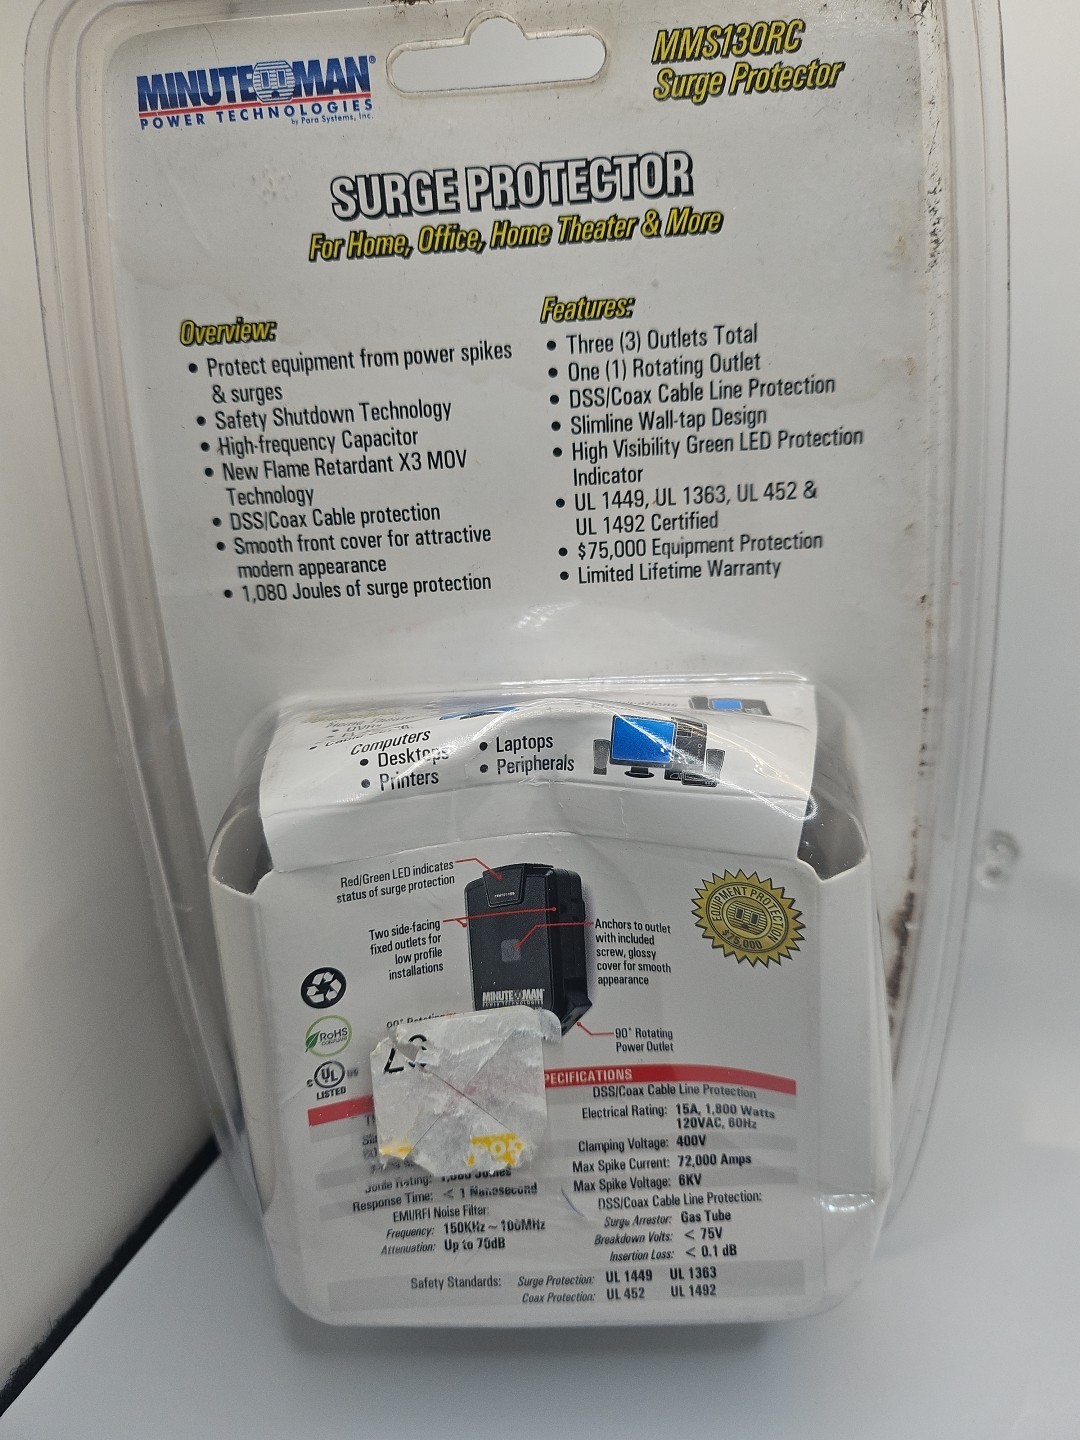 MINUTEMAN®
POWER TECHNOLOGIES
by Para Systems, Inc.
MMS130RC
Surge Protector
SURGE PROTECTOR
For Home, Office, Home Theater & More
Overview:
• Protect equipment from power spikes
& surges
• Safety Shutdown Technology
• High-frequency Capacitor
• New Flame Retardant X3 MOV
Technology
• DSS/Coax Cable protection
• Smooth front cover for attractive
modern appearance
• 1,080 Joules of surge protection
Features:
• Three (3) Outlets Total
• One (1) Rotating Outlet
• DSS/Coax Cable Line Protection
• Slimline Wall-tap Design
• High Visibility Green LED Protection
Indicator
• UL 1449, UL 1363, UL 452 &
UL 1492 Certified
• $75,000 Equipment Protection
• Limited Lifetime Warranty
Computers
• Desktops
• Printers
• Laptops
• Peripherals
Red/Green LED indicates
status of surge protection
Two side-facing
fixed outlets for
low profile
installations
Anchors to outlet
with included
screw, glossy
cover for smooth
appearance
90° Rotating
Power Outlet
MINUTEMAN
POWER TECHNOLOGIES
EQUIPMENT PROTECTION
$75,000
RoHS
COMPLIANT
c UL us
LISTED
DSS/Coax Cable Line Protection
Electrical Rating: 15A, 1,800 Watts
120VAC, 60Hz
Clamping Voltage: 400V
Max Spike Current: 72,000 Amps
Max Spike Voltage: 6KV
DSS/Coax Cable Line Protection:
Surge Arrestor: Gas Tube
Breakdown Volts: < 75V
Insertion Loss: < 0.1 dB
Joule Rating: 1,080 Joules
Response Time: < 1 Nanosecond
EMI/RFI Noise Filter:
Frequency: 150KHz ~ 100MHz
Attenuation: Up to 75dB
Safety Standards: Surge Protection: UL 1449 UL 1363
Coax Protection: UL 452 UL 1492